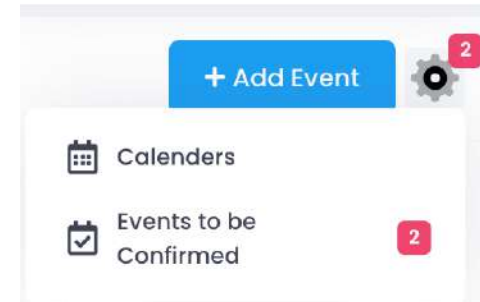 2
+ Add Event
Calenders
Events to be
Confirmed
2